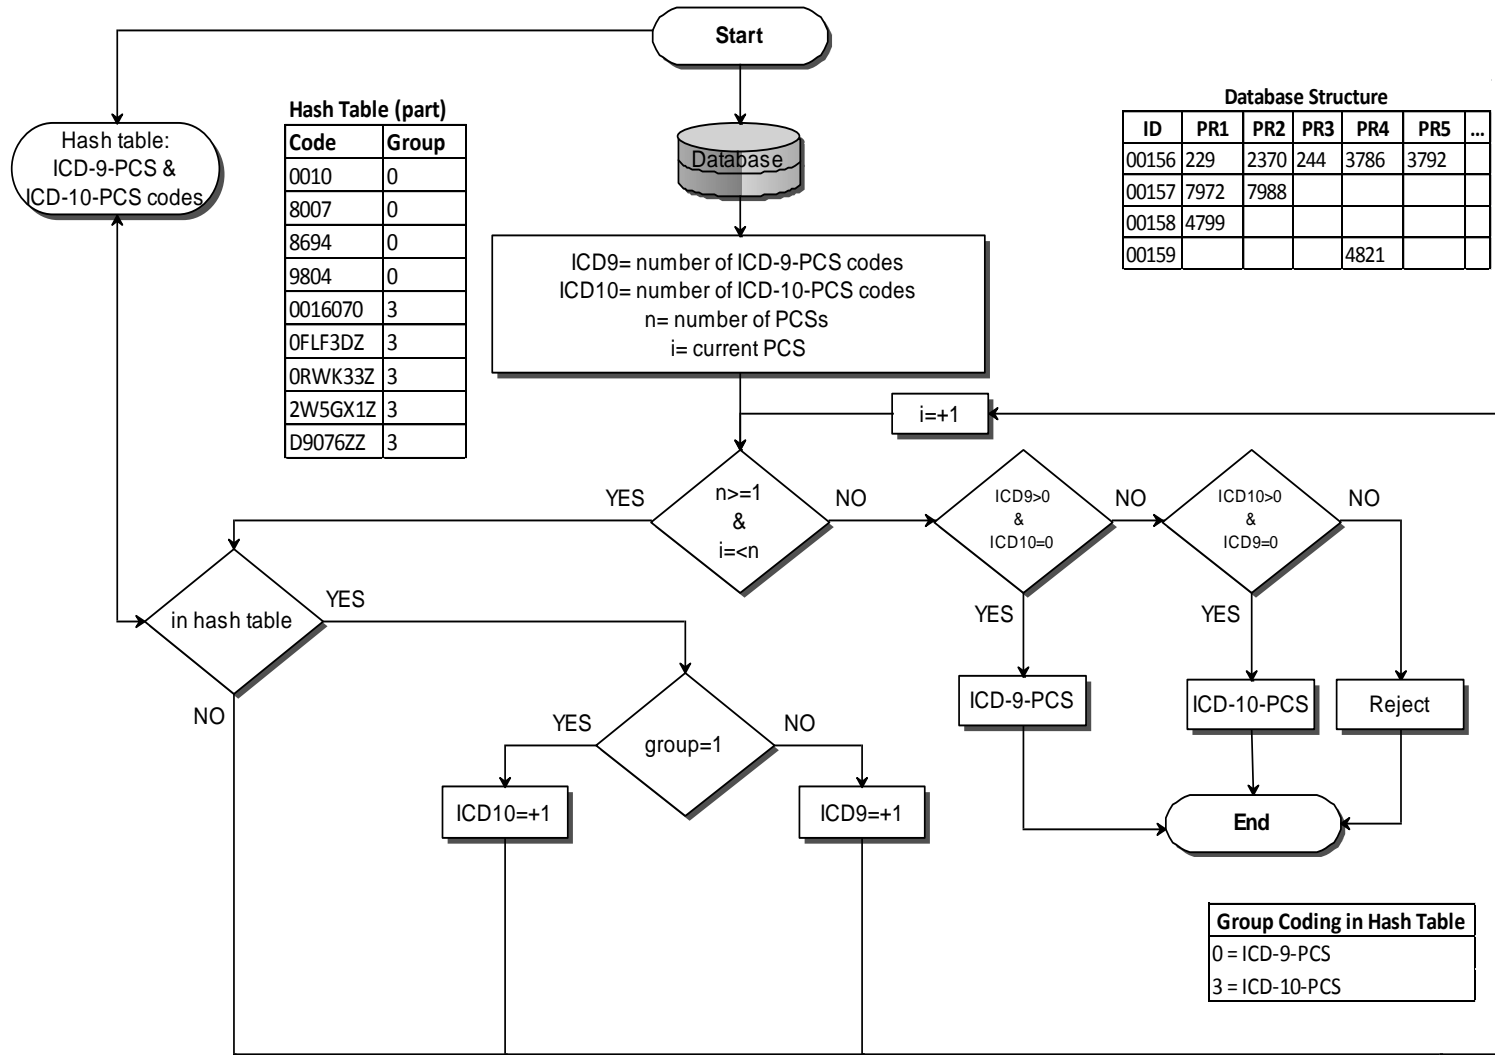 Start
Hash table:
ICD-9-PCS &
ICD-10-PCS codes
Hash Table (part)
Code Group
0010 0
8007 0
8694 0
9804 0
0016070 3
0FLF3DZ 3
0RWK33Z 3
2W5GX1Z 3
D9076ZZ 3
Database
Database Structure
ID PR1 PR2 PR3 PR4 PR5 ...
00156 229 2370 244 3786 3792
00157 7972 7988
00158 4799
00159 4821
ICD9= number of ICD-9-PCS codes
ICD10= number of ICD-10-PCS codes
n= number of PCSs
i= current PCS
i=+1
YES
n>=1
&
i=<n
NO
ICD9>0
&
ICD10=0
NO
ICD10>0
&
ICD9=0
NO
YES
YES
in hash table
YES
NO
ICD-9-PCS
ICD-10-PCS
Reject
YES
group=1
NO
ICD10=+1
ICD9=+1
End
Group Coding in Hash Table
0 = ICD-9-PCS
3 = ICD-10-PCS